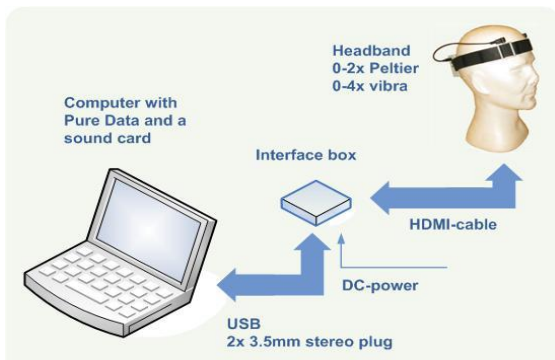 Headband
0-2x Peltier
0-4x vibra
Computer with
Pure Data and a
sound card
Interface box
HDMI-cable
DC-power
USB
2x 3.5mm stereo plug